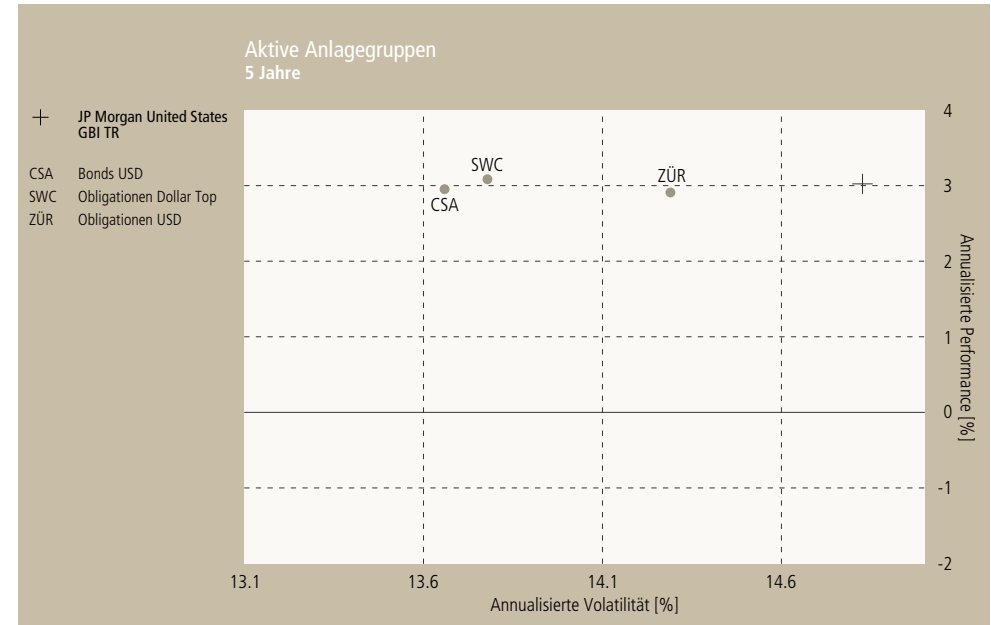 Aktive Anlagegruppen
5 Jahre
JP Morgan United States
GBI TR
CSA Bonds USD
SWC Obligationen Dollar Top
ZÜR Obligationen USD
SWC
CSA
ZÜR
4
3
2
1
0
-1
-2
Annualisierte Performance [%]
13.1 13.6 14.1 14.6
Annualisierte Volatilität [%]